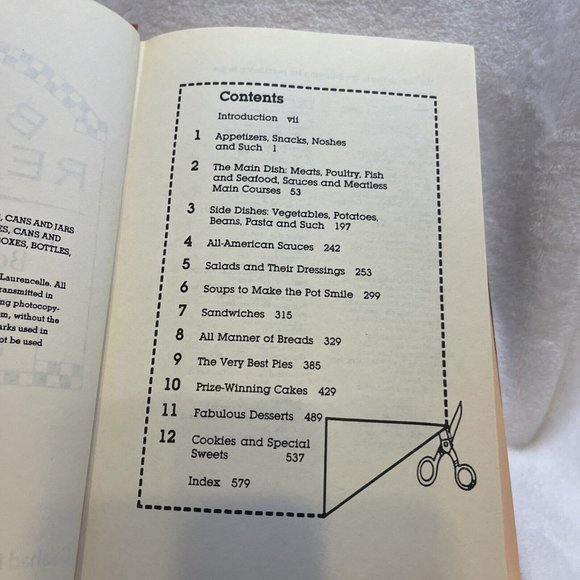 , CANS AND JARS
ES, CANS AND
BOXES, BOTTLES,
Laurencelle. All
transmitted in
ng photocopy-
m, without the
arks used in
ot be used
Contents
Introduction vii
1 Appetizers, Snacks, Noshes
and Such 1
2 The Main Dish: Meats, Poultry, Fish
and Seafood, Sauces and Meatless
Main Courses 53
3 Side Dishes: Vegetables, Potatoes,
Beans, Pasta and Such 197
4 All-American Sauces 242
5 Salads and Their Dressings 253
6 Soups to Make the Pot Smile 299
7 Sandwiches 315
8 All Manner of Breads 329
9 The Very Best Pies 385
10 Prize-Winning Cakes 429
11 Fabulous Desserts 489
12 Cookies and Special
Sweets 537
Index 579